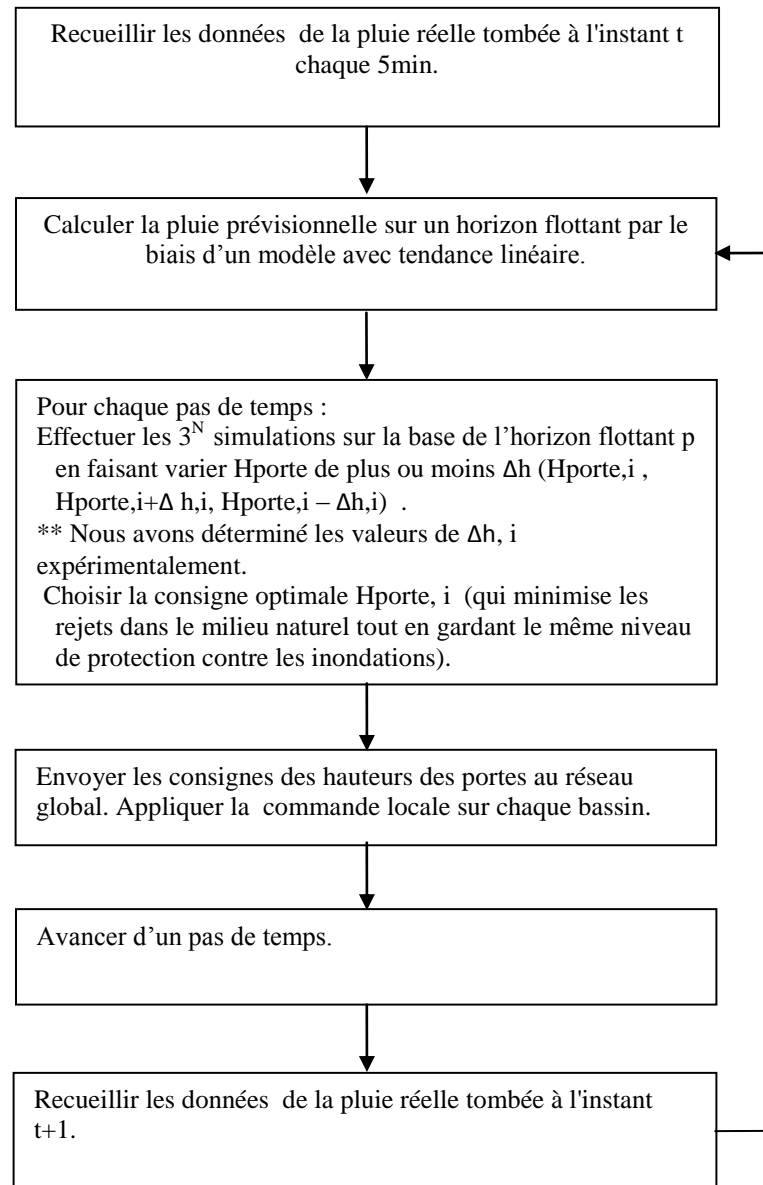 Recueillir les données de la pluie réelle tombée à l'instant t
chaque 5min.
Calculer la pluie prévisionnelle sur un horizon flottant par le
biais d’un modèle avec tendance linéaire.
Pour chaque pas de temps :
Effectuer les 3^N simulations sur la base de l’horizon flottant p
en faisant varier Hporte de plus ou moins Δh (Hporte,i ,
Hporte,i+Δ h,i, Hporte,i – Δh,i) .
** Nous avons déterminé les valeurs de Δh, i
expérimentalement.
Choisir la consigne optimale Hporte, i (qui minimise les
rejets dans le milieu naturel tout en gardant le même niveau
de protection contre les inondations).
Envoyer les consignes des hauteurs des portes au réseau
global. Appliquer la commande locale sur chaque bassin.
Avancer d’un pas de temps.
Recueillir les données de la pluie réelle tombée à l'instant
t+1.